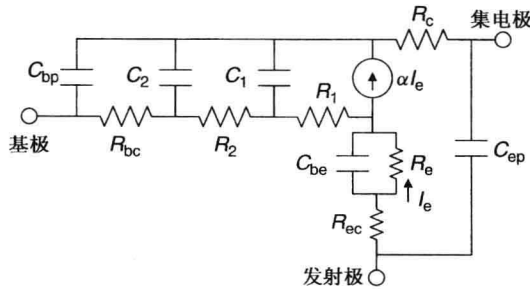 R_c
集电极
C_bp
C_2
C_1
αI_e
R_1
基极
R_bc
R_2
C_be
R_e
C_ep
I_e
R_ec
发射极